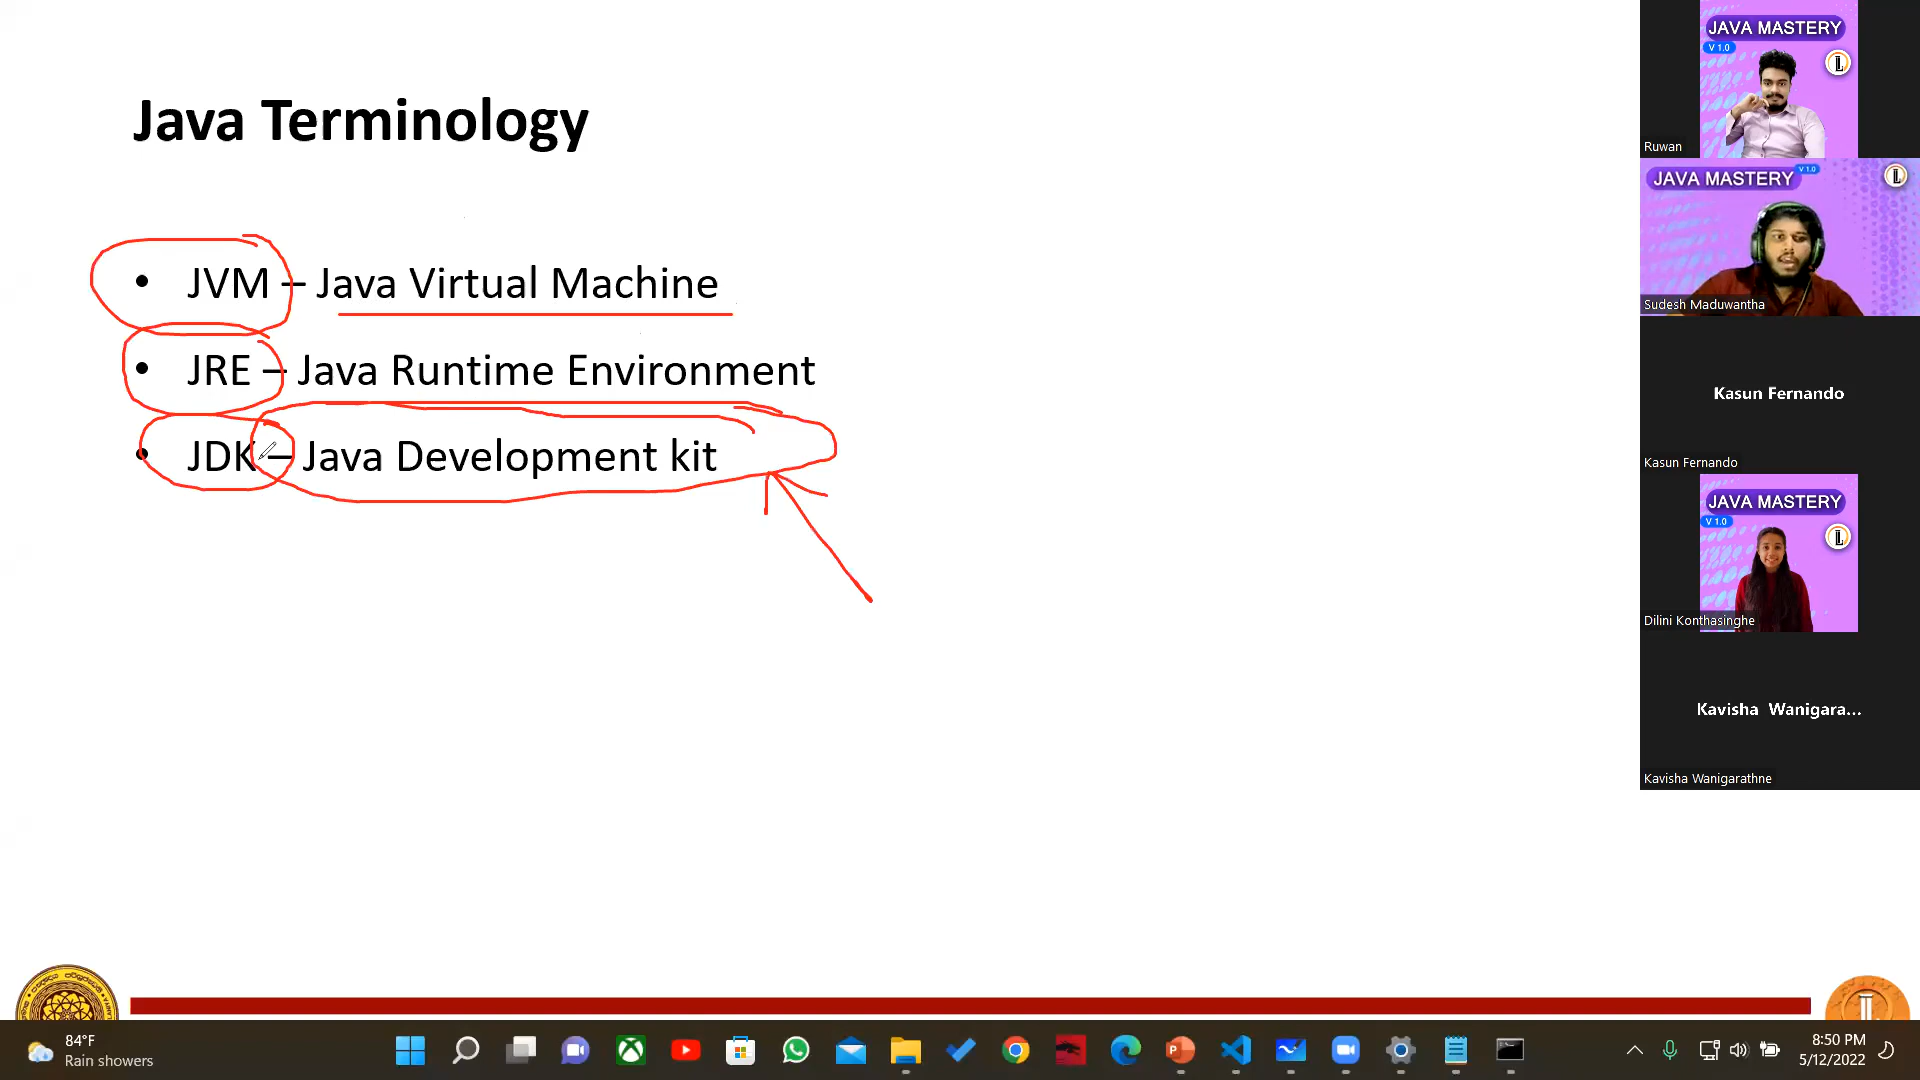 Java Terminology
• JVM – Java Virtual Machine
• JRE – Java Runtime Environment
• JDK – Java Development kit
JAVA MASTERY
V 1.0
Ruwan
JAVA MASTERY
V 1.0
Sudesh Maduwantha
Kasun Fernando
Kasun Fernando
JAVA MASTERY
V 1.0
Dilini Konthasinghe
Kavisha Wanigara...
Kavisha Wanigarathne
84°F
Rain showers
8:50 PM
5/12/2022